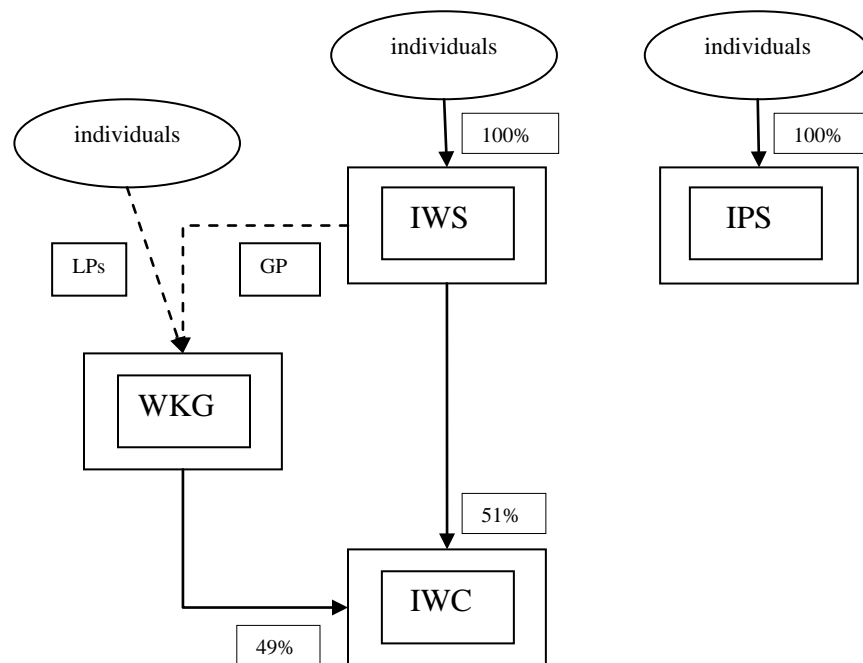 individuals
individuals
individuals
100%
100%
IWS
IPS
LPs
GP
WKG
51%
IWC
49%